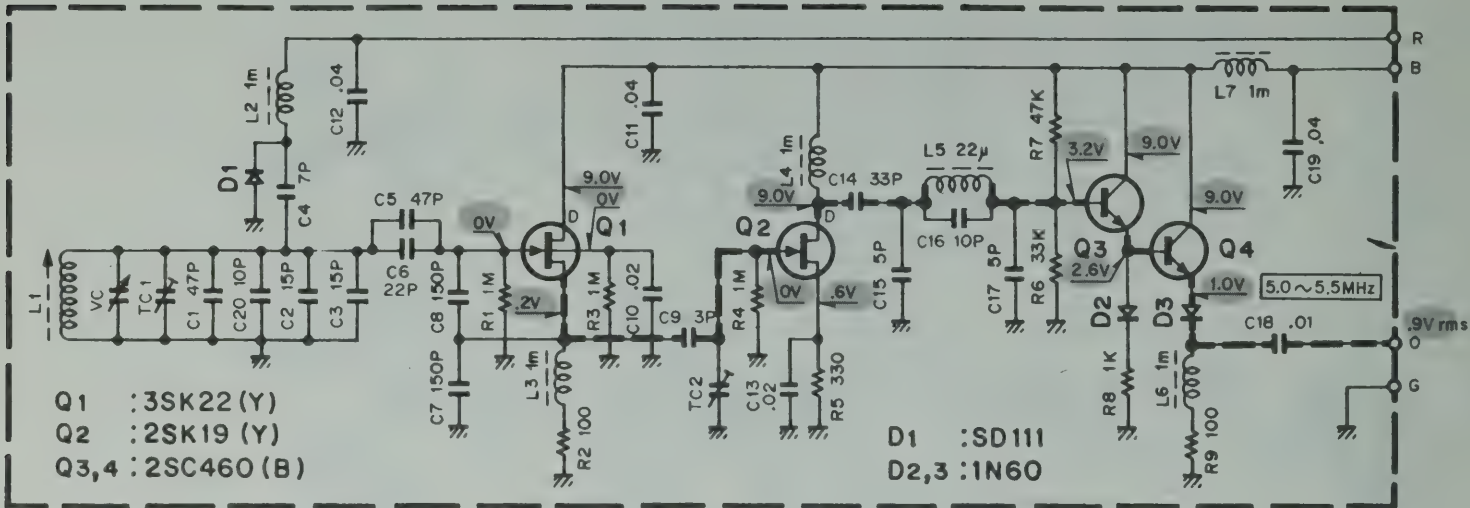 R
B
L2 1m
C12 .04
C11 .04
L7 1m
C19 .04
D1
C4 7P
C5 47P
C6
22P
L1
VC
TC1
C1 47P
C20 10P
C2 15P
C3 15P
C8 150P
C7 150P
0V
R1 1M
9.0V
0V
D
Q1
.2V
R3 1M
C10 .02
L3 1m
R2 100
C9 3P
TC2
L4 1m
9.0V
C14 33P
D
Q2
R4 1M
0V
.6V
C13
.02
R5 330
C15 5P
L5 22μ
C16 10P
C17 5P
R7 47K
R6 33K
3.2V
9.0V
Q3
2.6V
9.0V
Q4
1.0V
5.0~5.5MHz
D2
D3
R8 1K
L6 1m
R9 100
C18 .01
.9V rms
O
G
Q1 :3SK22(Y)
Q2 :2SK19(Y)
Q3,4:2SC460(B)
D1 :SD111
D2,3:1N60